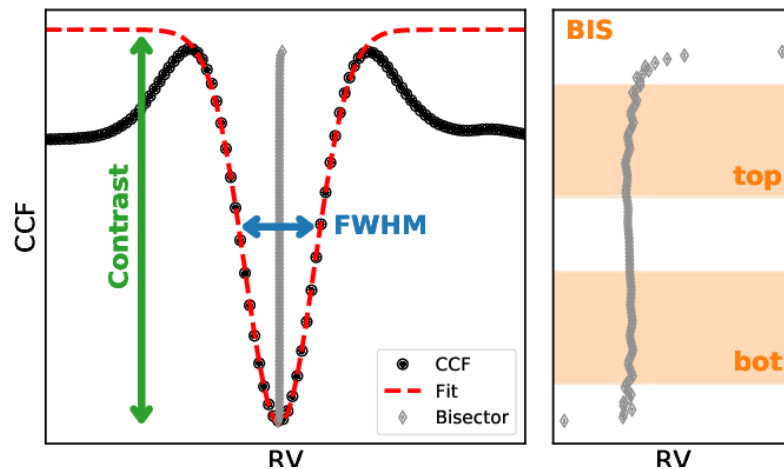 CCF
Contrast
FWHM
CCF
Fit
Bisector
RV
BIS
top
bot
RV